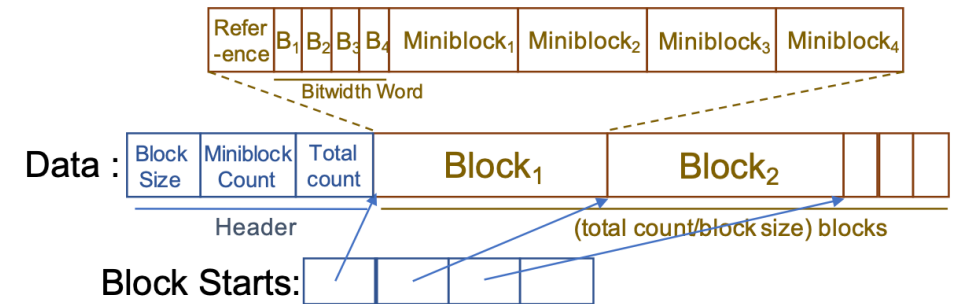 Refer
-ence B₁ B₂ B₃ B₄ Miniblock₁ Miniblock₂ Miniblock₃ Miniblock₄
Bitwidth Word
Data : Block Size Miniblock Count Total count Block₁ Block₂
Header (total count/block size) blocks
Block Starts: